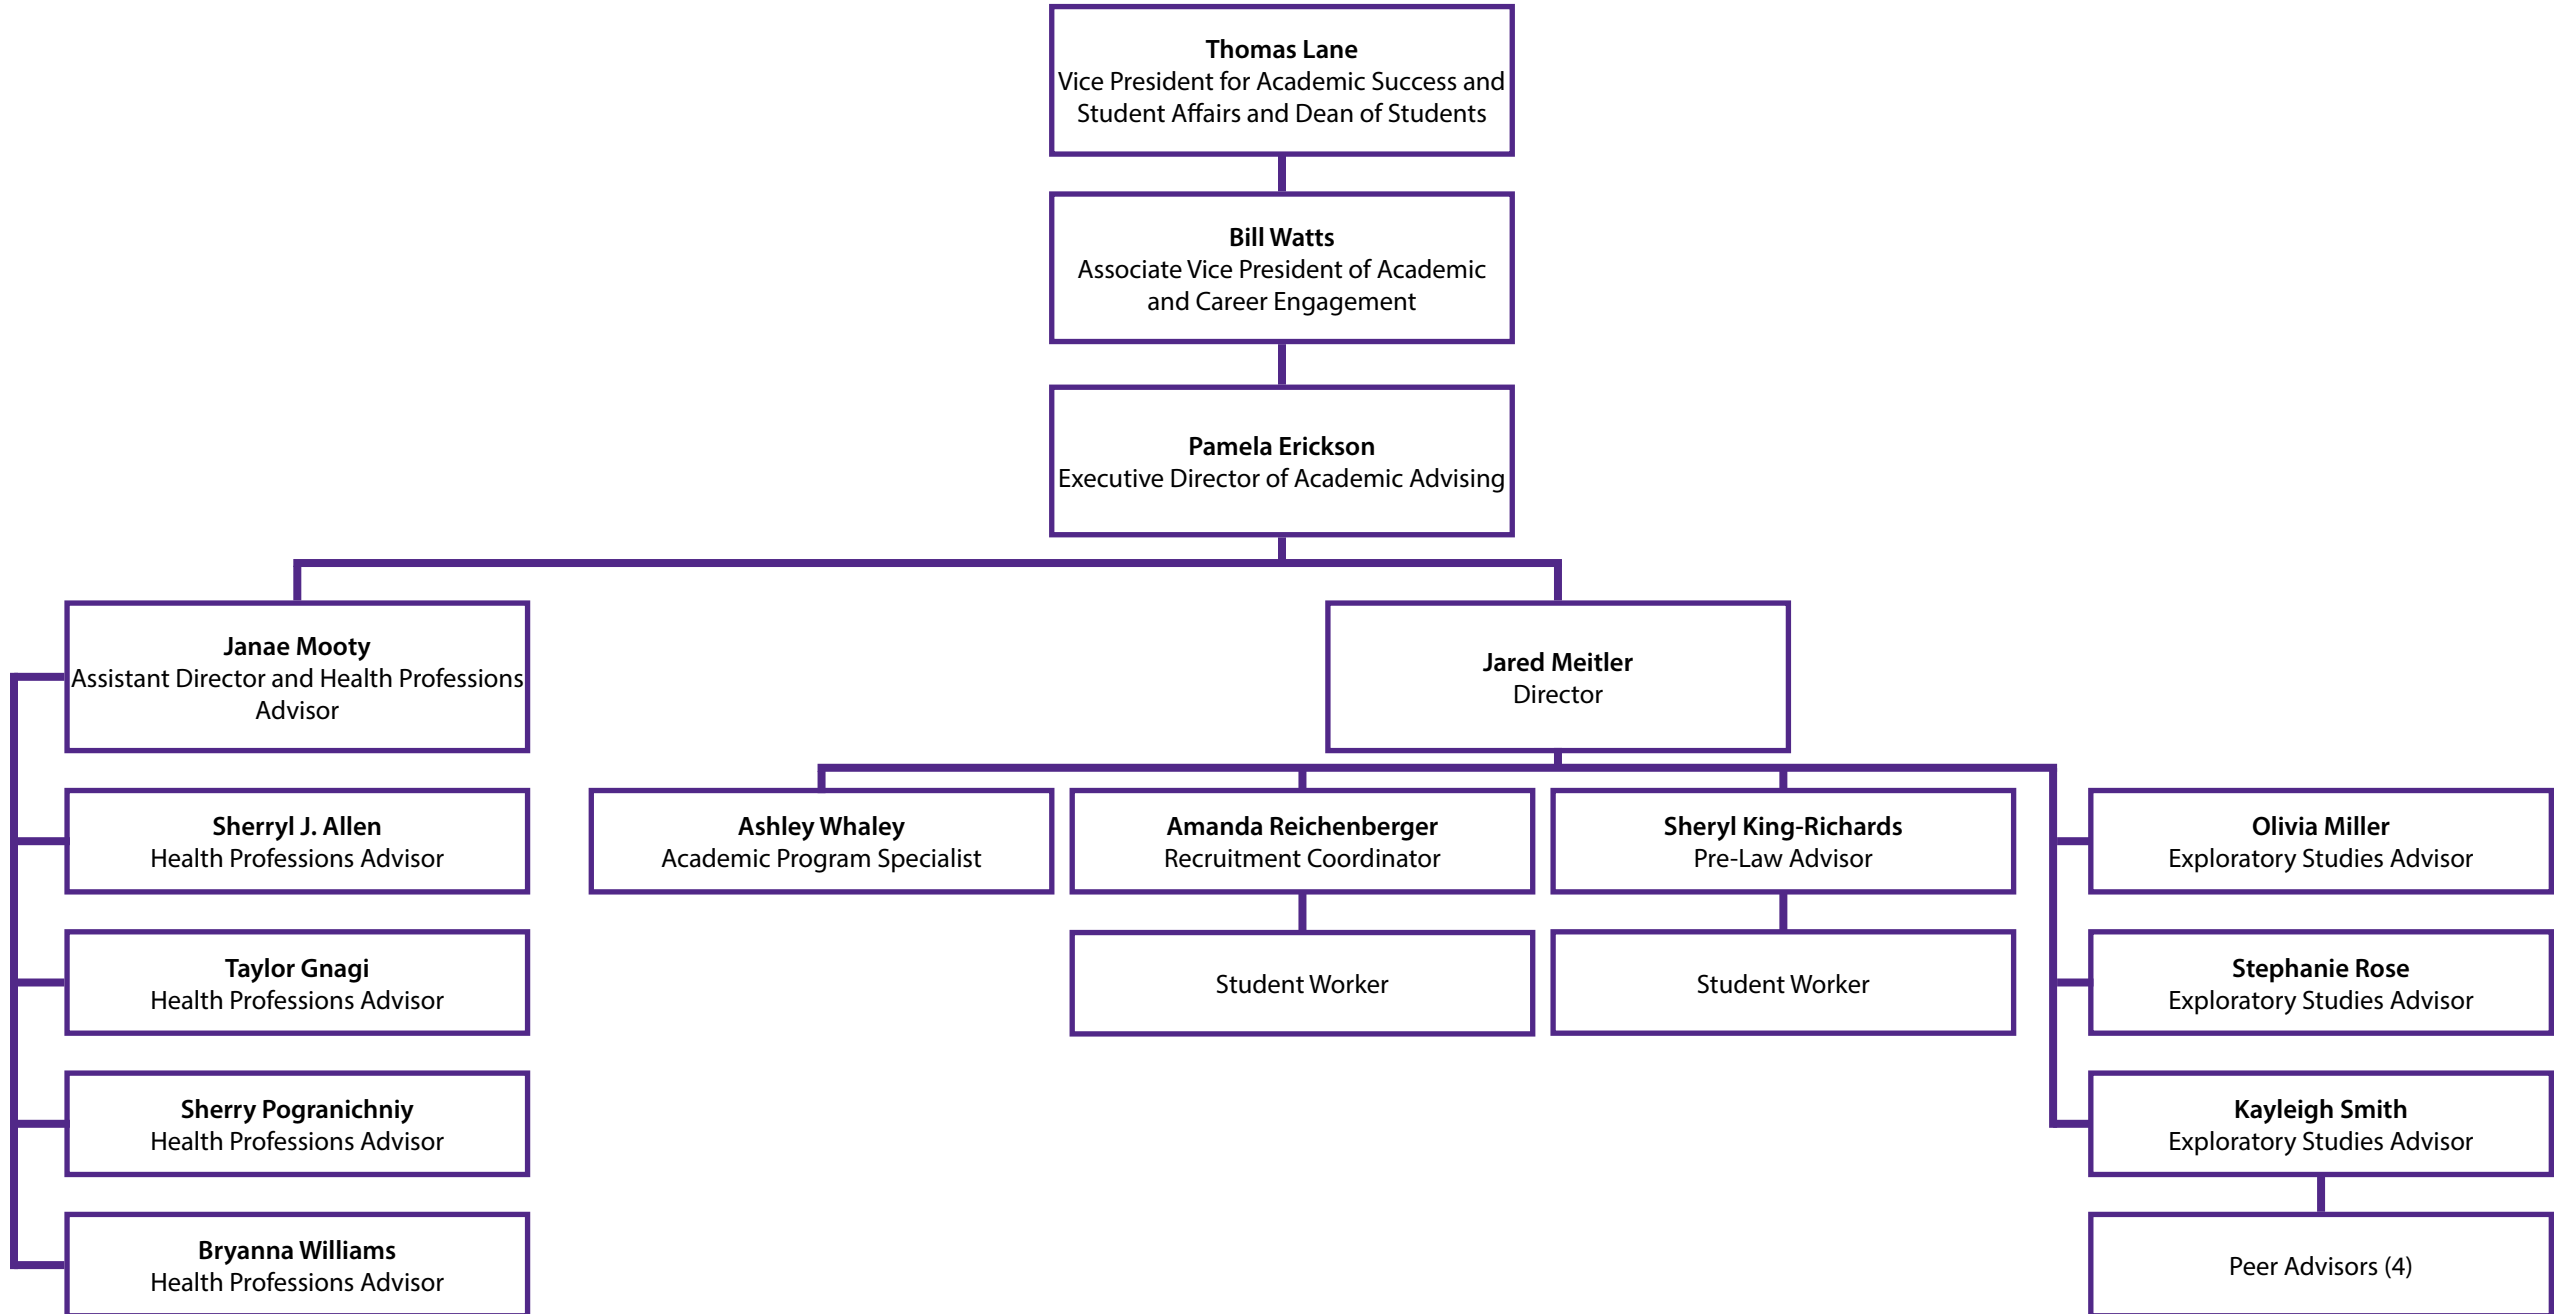 Thomas Lane
Vice President for Academic Success and
Student Affairs and Dean of Students
Bill Watts
Associate Vice President of Academic
and Career Engagement
Pamela Erickson
Executive Director of Academic Advising
Janae Mooty
Assistant Director and Health Professions
Advisor
Jared Meitler
Director
Sherryl J. Allen
Health Professions Advisor
Ashley Whaley
Academic Program Specialist
Amanda Reichenberger
Recruitment Coordinator
Sheryl King-Richards
Pre-Law Advisor
Olivia Miller
Exploratory Studies Advisor
Taylor Gnagi
Health Professions Advisor
Student Worker
Student Worker
Stephanie Rose
Exploratory Studies Advisor
Sherry Pogranichniy
Health Professions Advisor
Kayleigh Smith
Exploratory Studies Advisor
Bryanna Williams
Health Professions Advisor
Peer Advisors (4)